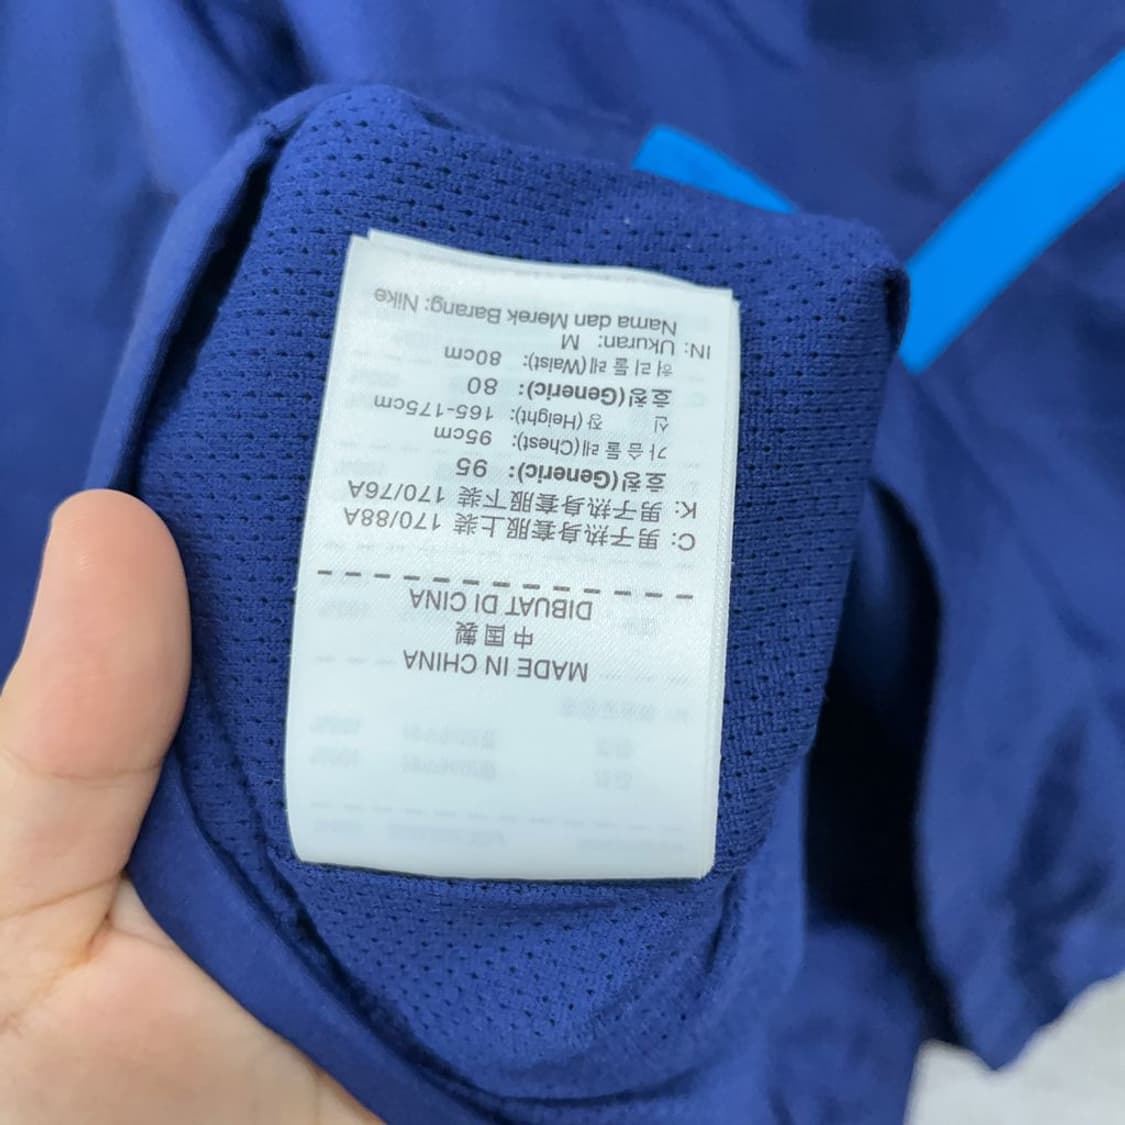 MADE IN CHINA
中國製
DIBUAT DI CINA
C: 男子热身套服上装 170/88A
K: 男子热身套服下装 170/76A
호칭(Generic): 95
가슴둘레(Chest): 95cm
신 장(Height): 165-175cm
호칭(Generic): 80
허리둘레(Waist): 80cm
IN: Ukuran: M
Nama dan Merek Barang: Nike